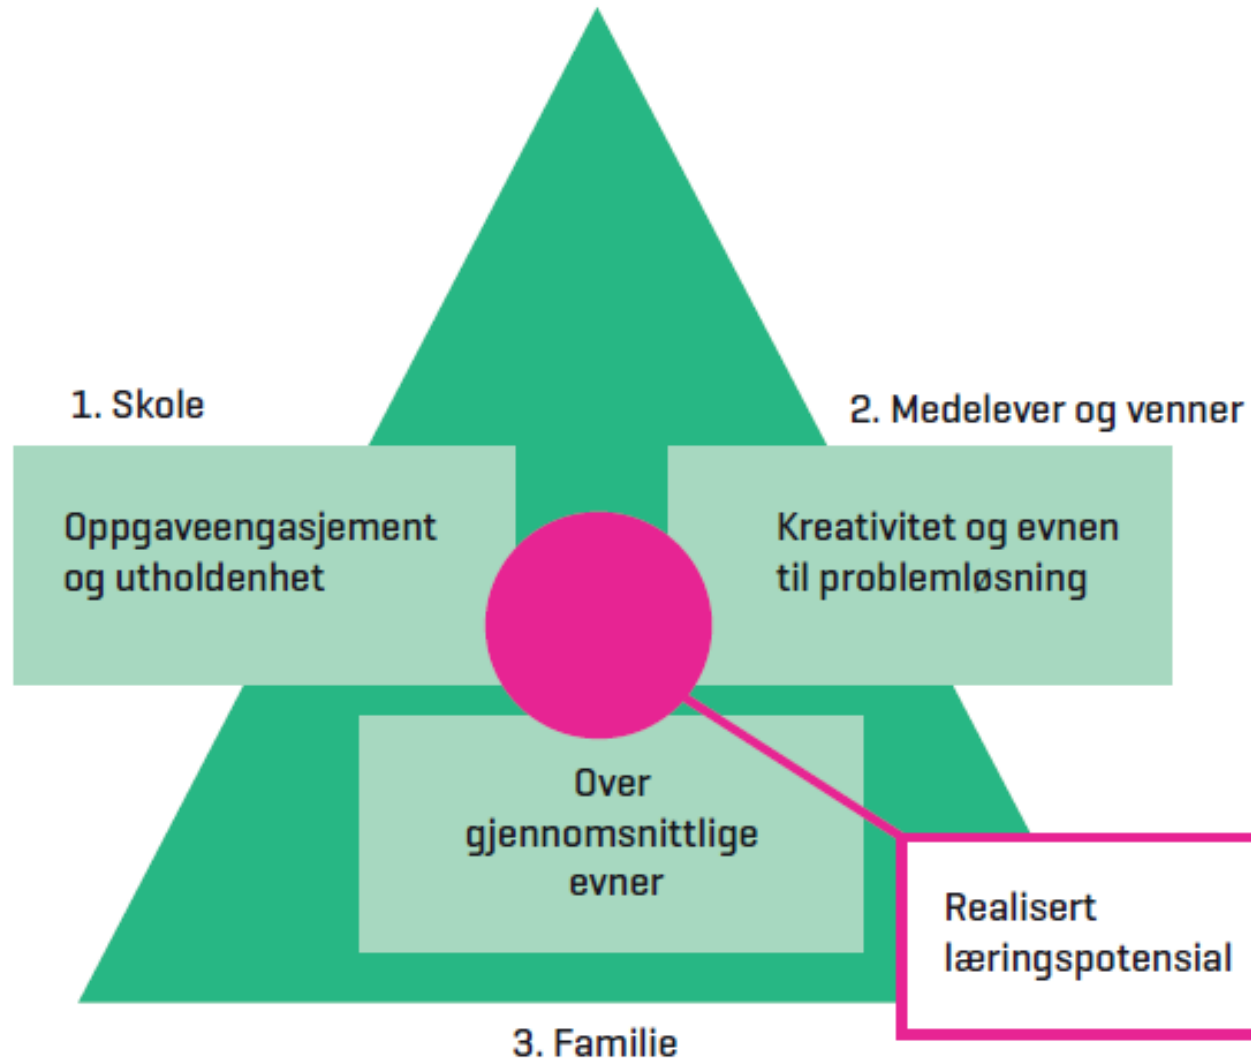 1. Skole
2. Medelever og venner
Oppgaveengasjement
og utholdenhet
Kreativitet og evnen
til problemløsning
Over
gjennomsnittlige
evner
Realisert
læringspotensial
3. Familie